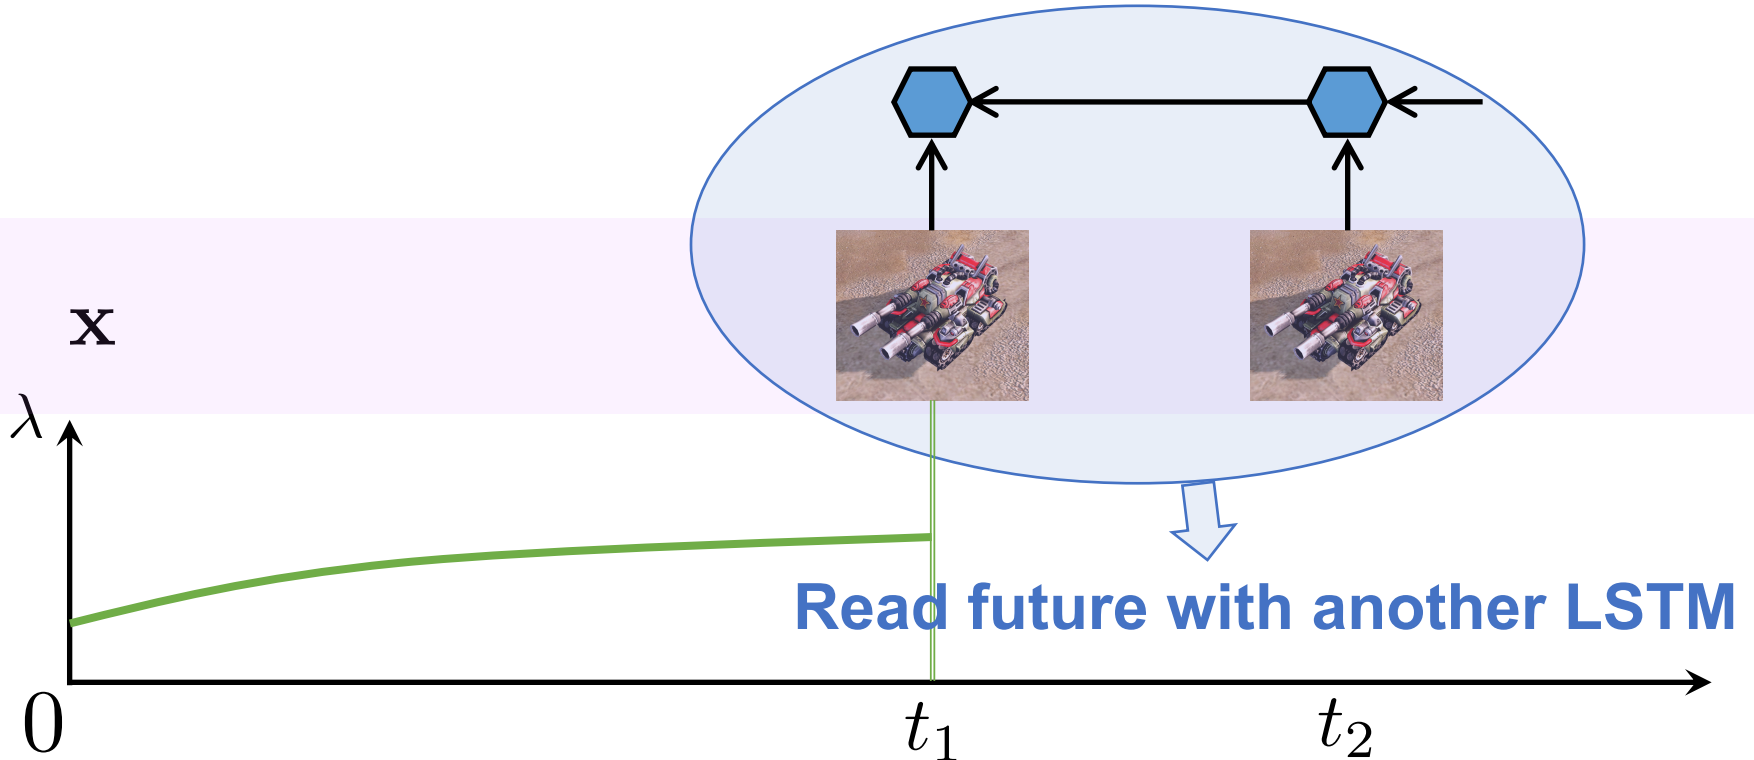 x
λ
Read future with another LSTM
0
t₁
t₂